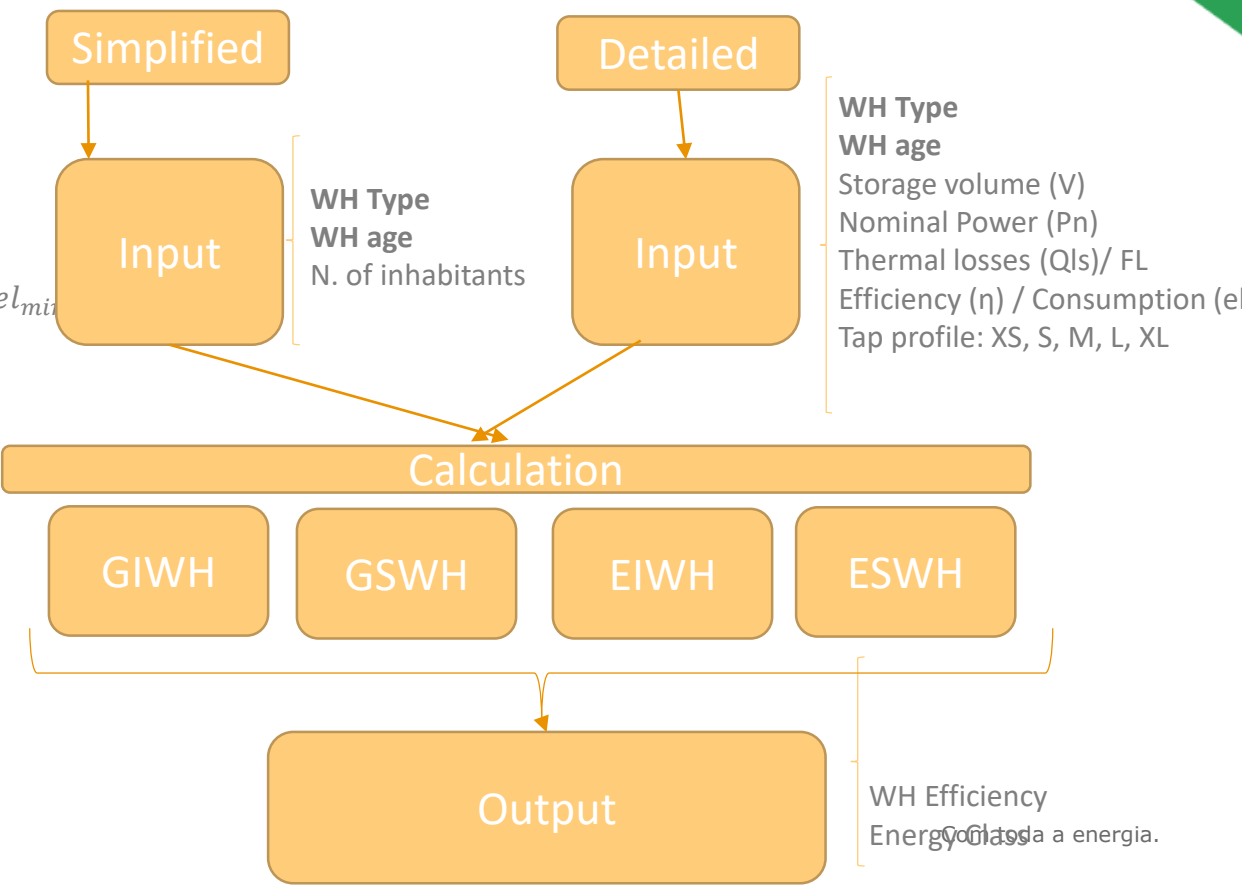 Simplified
Detailed
Input
WH Type
WH age
N. of inhabitants
Input
WH Type
WH age
Storage volume (V)
Nominal Power (Pn)
Thermal losses (Qls)/ FL
Efficiency (η) / Consumption (el
Tap profile: XS, S, M, L, XL
el_min
Calculation
GIWH
GSWH
EIWH
ESWH
Output
WH Efficiency
Energy Class
Com toda a energia.